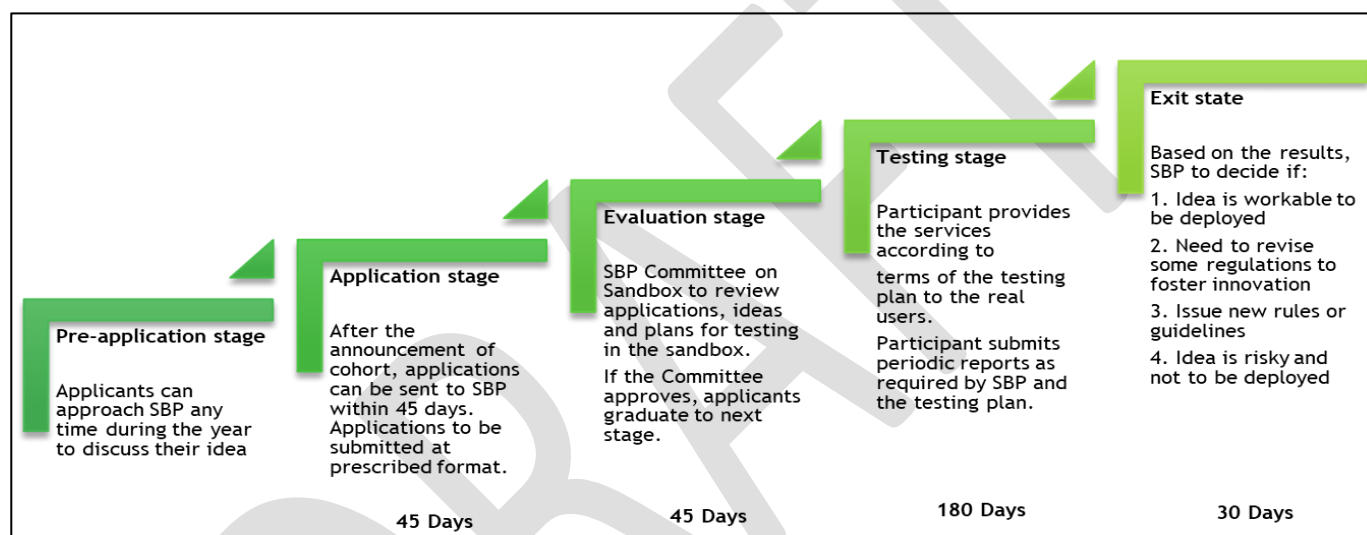 Pre-application stage
Applicants can
approach SBP any
time during the year
to discuss their idea
Application stage
After the
announcement of
cohort, applications
can be sent to SBP
within 45 days.
Applications to be
submitted at
prescribed format.
45 Days
Evaluation stage
SBP Committee on
Sandbox to review
applications, ideas
and plans for testing
in the sandbox.
If the Committee
approves, applicants
graduate to next
stage.
45 Days
Testing stage
Participant provides
the services
according to
terms of the testing
plan to the real
users.
Participant submits
periodic reports as
required by SBP and
the testing plan.
180 Days
Exit state
Based on the results,
SBP to decide if:
1. Idea is workable to
be deployed
2. Need to revise
some regulations to
foster innovation
3. Issue new rules or
guidelines
4. Idea is risky and
not to be deployed
30 Days
DRAFT